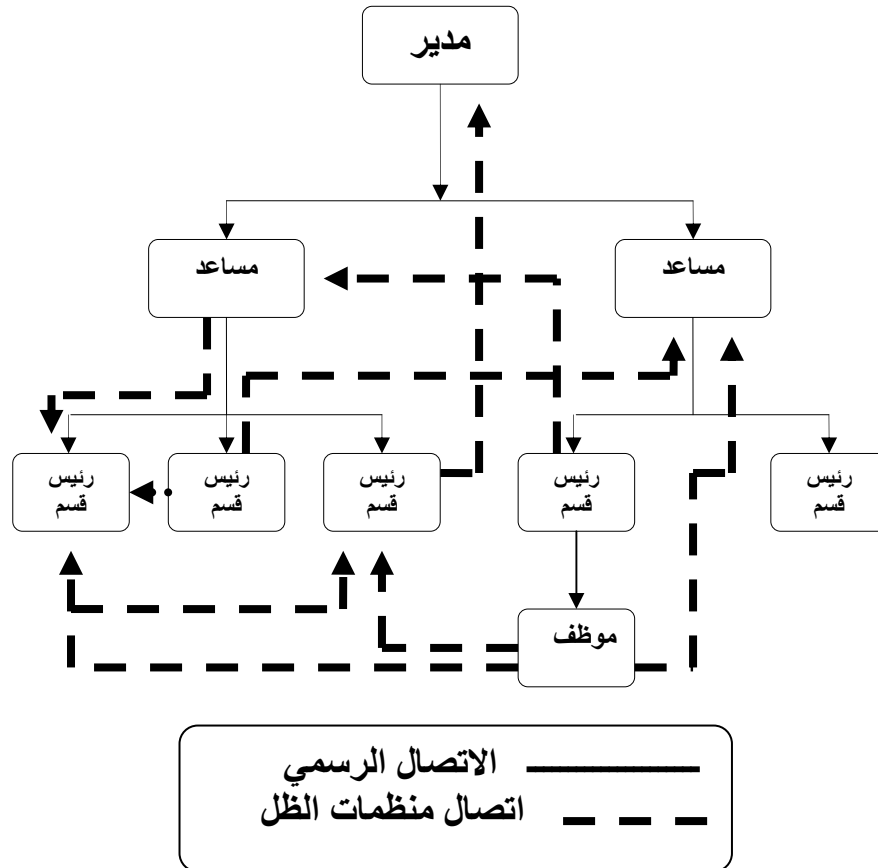 مدير
مساعد
مساعد
رئيس
قسم
رئيس
قسم
رئيس
قسم
رئيس
قسم
رئيس
قسم
موظف
الاتصال الرسمي
اتصال منظمات الظل